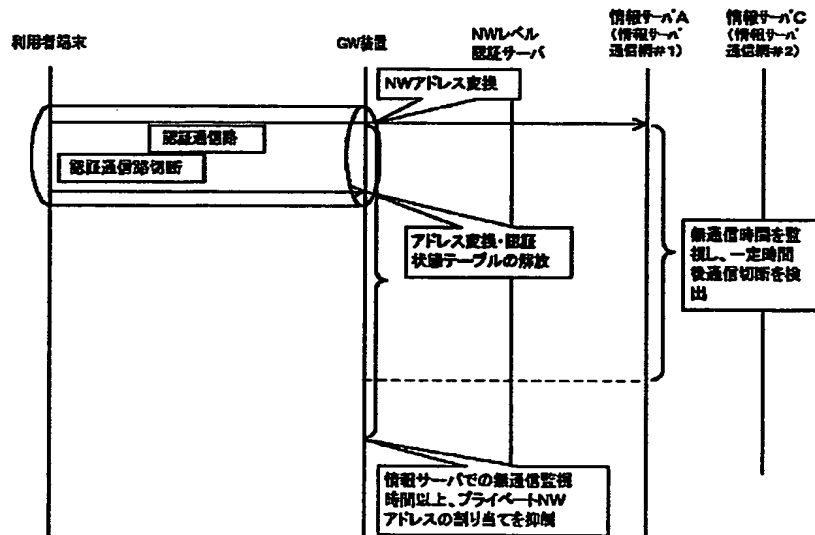 利用者端末
GW装置
NWレベル
認証サーバ
情報サーバA
(情報サーバ
通信網#1)
情報サーバC
(情報サーバ
通信網#2)
NWアドレス変換
認証通信路
認証通信路切断
アドレス変換・認証
状態テーブルの解放
無通信時間を監
視し、一定時間
後通信切断を検
出
情報サーバでの無通信監視
時間以上、プライベートNW
アドレスの割り当てを抑制